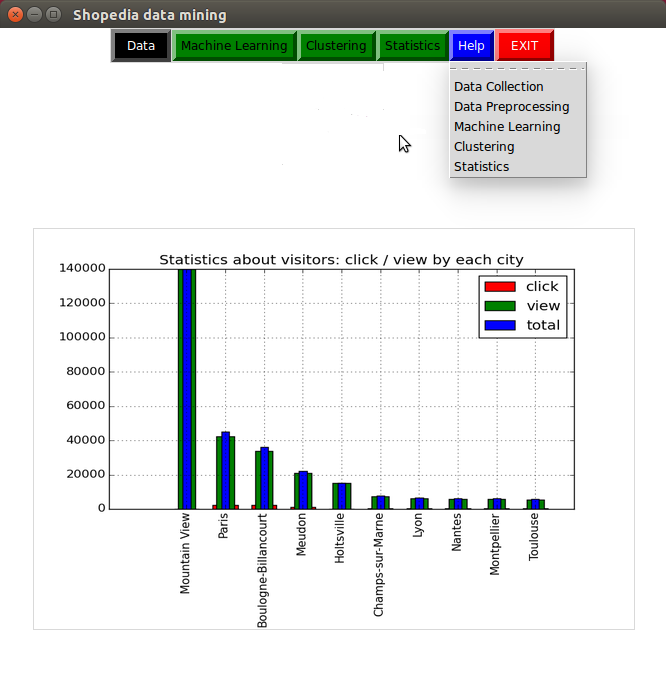 Shopedia data mining
Data Machine Learning Clustering Statistics Help EXIT
Data Collection
Data Preprocessing
Machine Learning
Clustering
Statistics
Statistics about visitors: click / view by each city
140000
120000
100000
80000
60000
40000
20000
0
click
view
total
Mountain View
Paris
Boulogne-Billancourt
Meudon
Holtsville
Champs-sur-Marne
Lyon
Nantes
Montpellier
Toulouse